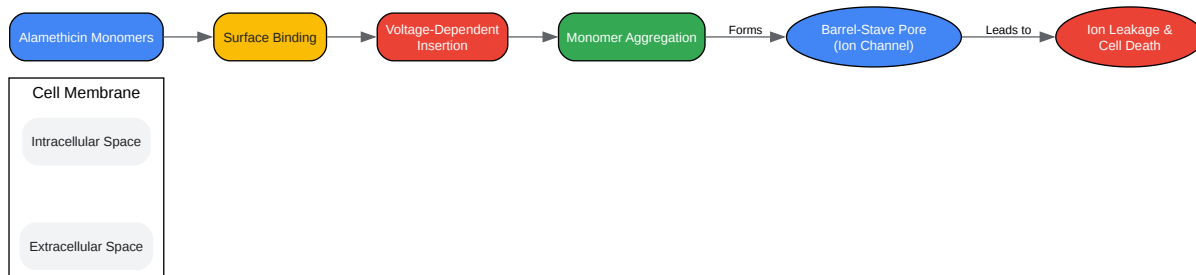 Alamethicin Monomers
Surface Binding
Voltage-Dependent
Insertion
Monomer Aggregation
Forms
Barrel-Stave Pore
(Ion Channel)
Leads to
Ion Leakage &
Cell Death
Cell Membrane
Intracellular Space
Extracellular Space